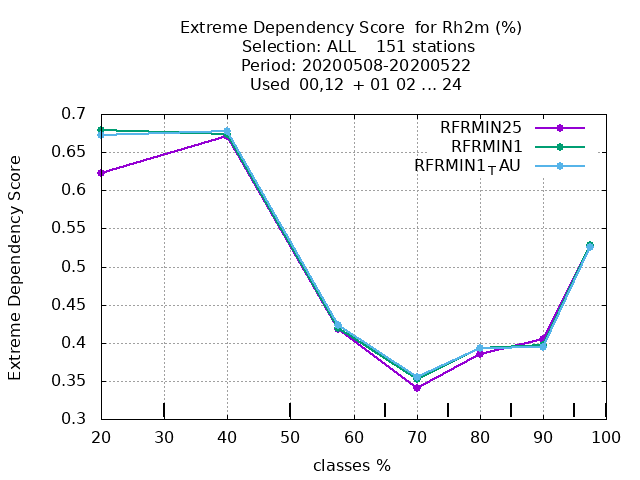 Extreme Dependency Score  for Rh2m (%)
Selection: ALL    151 stations
Period: 20200508-20200522
Used  00,12  + 01 02 ... 24
RFRMIN25
RFRMIN1
RFRMIN1TAU
0.7
0.65
0.6
0.55
0.5
0.45
0.4
0.35
0.3
Extreme Dependency Score
20 30 40 50 60 70 80 90 100
classes %